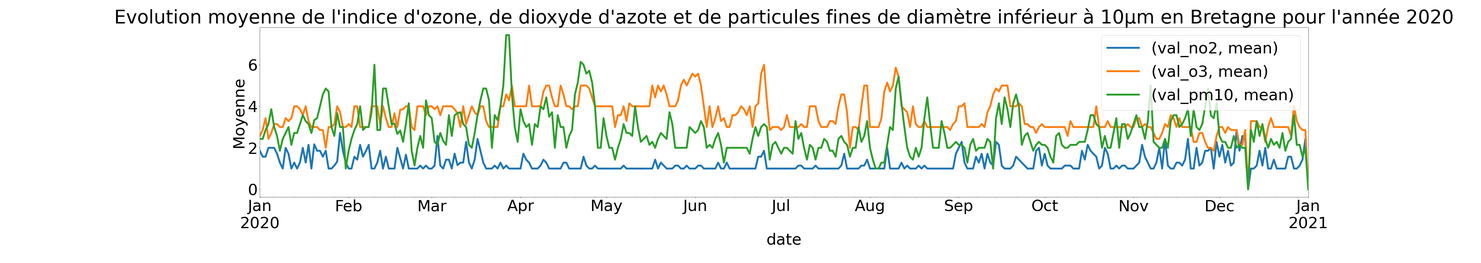 Evolution moyenne de l'indice d'ozone, de dioxyde d'azote et de particules fines de diamètre inférieur à 10μm en Bretagne pour l'année 2020
(val_no2, mean)
(val_o3, mean)
(val_pm10, mean)
Moyenne
6
4
2
0
Jan Feb Mar Apr May Jun Jul Aug Sep Oct Nov Dec Jan
2020 2021
date